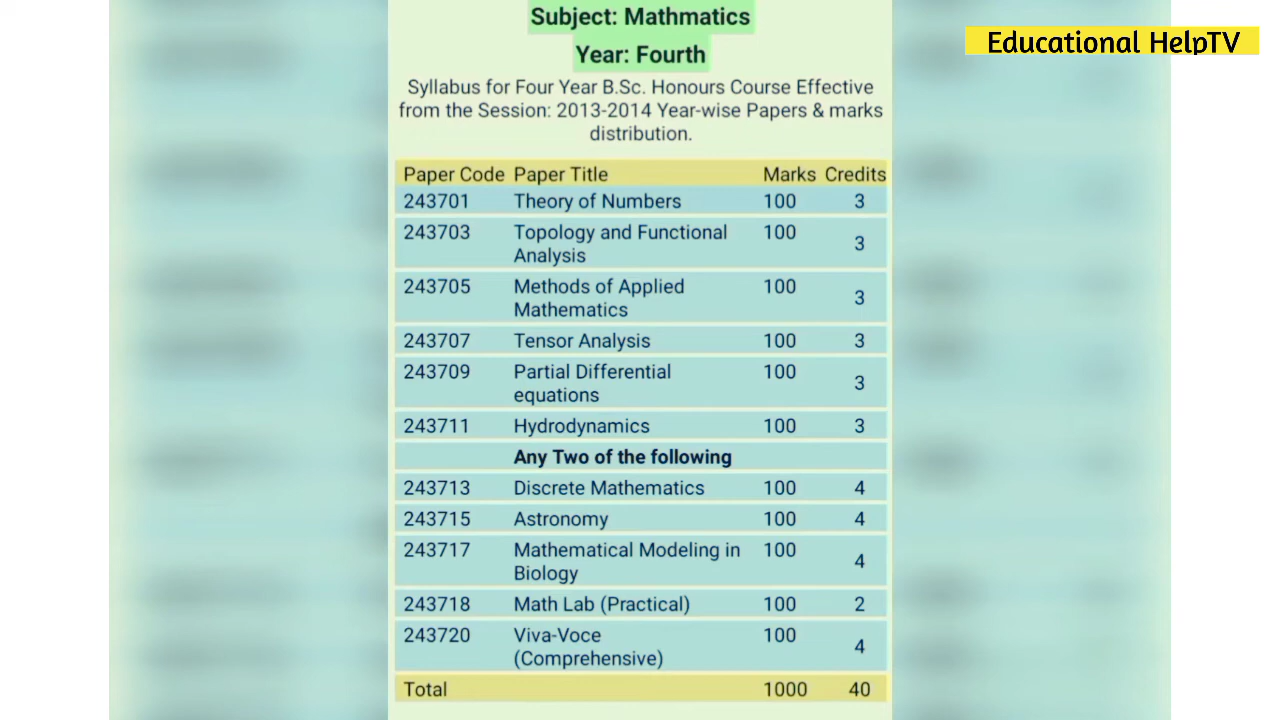 Subject: Mathmatics
Educational HelpTV
Year: Fourth
Syllabus for Four Year B.Sc. Honours Course Effective
from the Session: 2013-2014 Year-wise Papers & marks
distribution.
Paper Code Paper Title Marks Credits
243701 Theory of Numbers 100 3
243703 Topology and Functional 100 3
Analysis
243705 Methods of Applied 100 3
Mathematics
243707 Tensor Analysis 100 3
243709 Partial Differential 100 3
equations
243711 Hydrodynamics 100 3
Any Two of the following
243713 Discrete Mathematics 100 4
243715 Astronomy 100 4
243717 Mathematical Modeling in 100 4
Biology
243718 Math Lab (Practical) 100 2
243720 Viva-Voce 100 4
(Comprehensive)
Total 1000 40